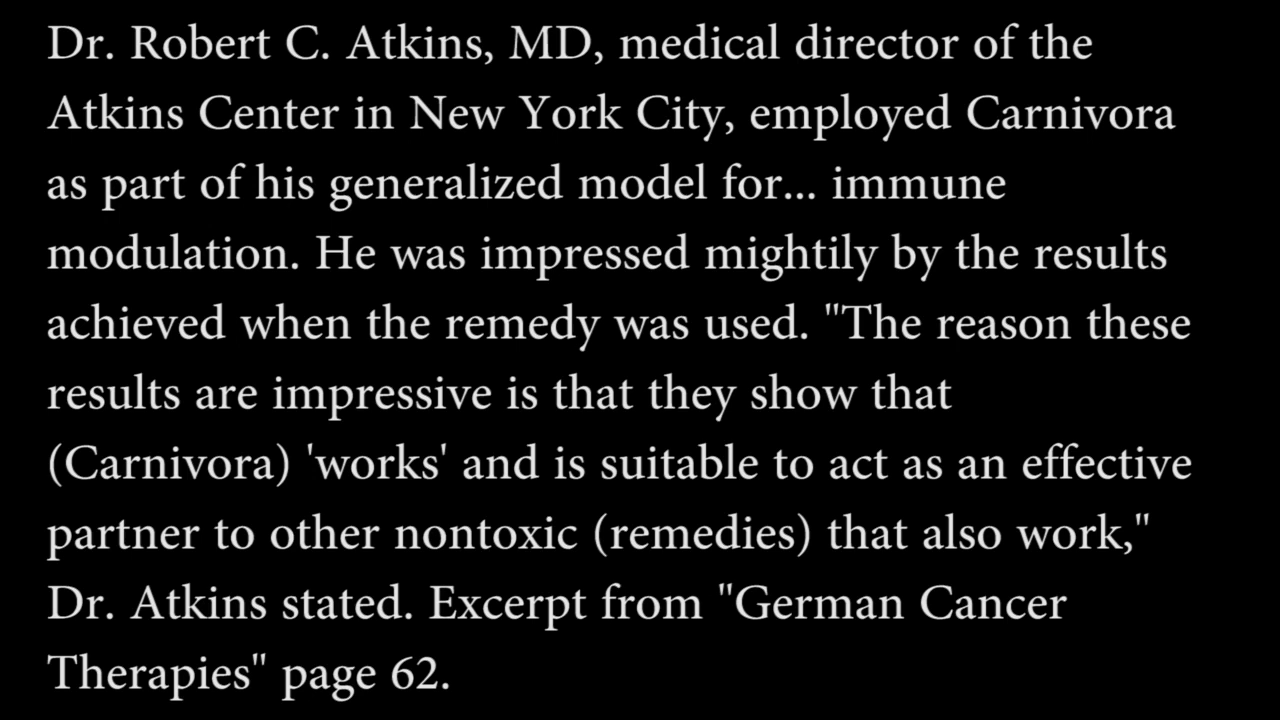 Dr. Robert C. Atkins, MD, medical director of the
Atkins Center in New York City, employed Carnivora
as part of his generalized model for... immune
modulation. He was impressed mightily by the results
achieved when the remedy was used. "The reason these
results are impressive is that they show that
(Carnivora) 'works' and is suitable to act as an effective
partner to other nontoxic (remedies) that also work,"
Dr. Atkins stated. Excerpt from "German Cancer
Therapies" page 62.